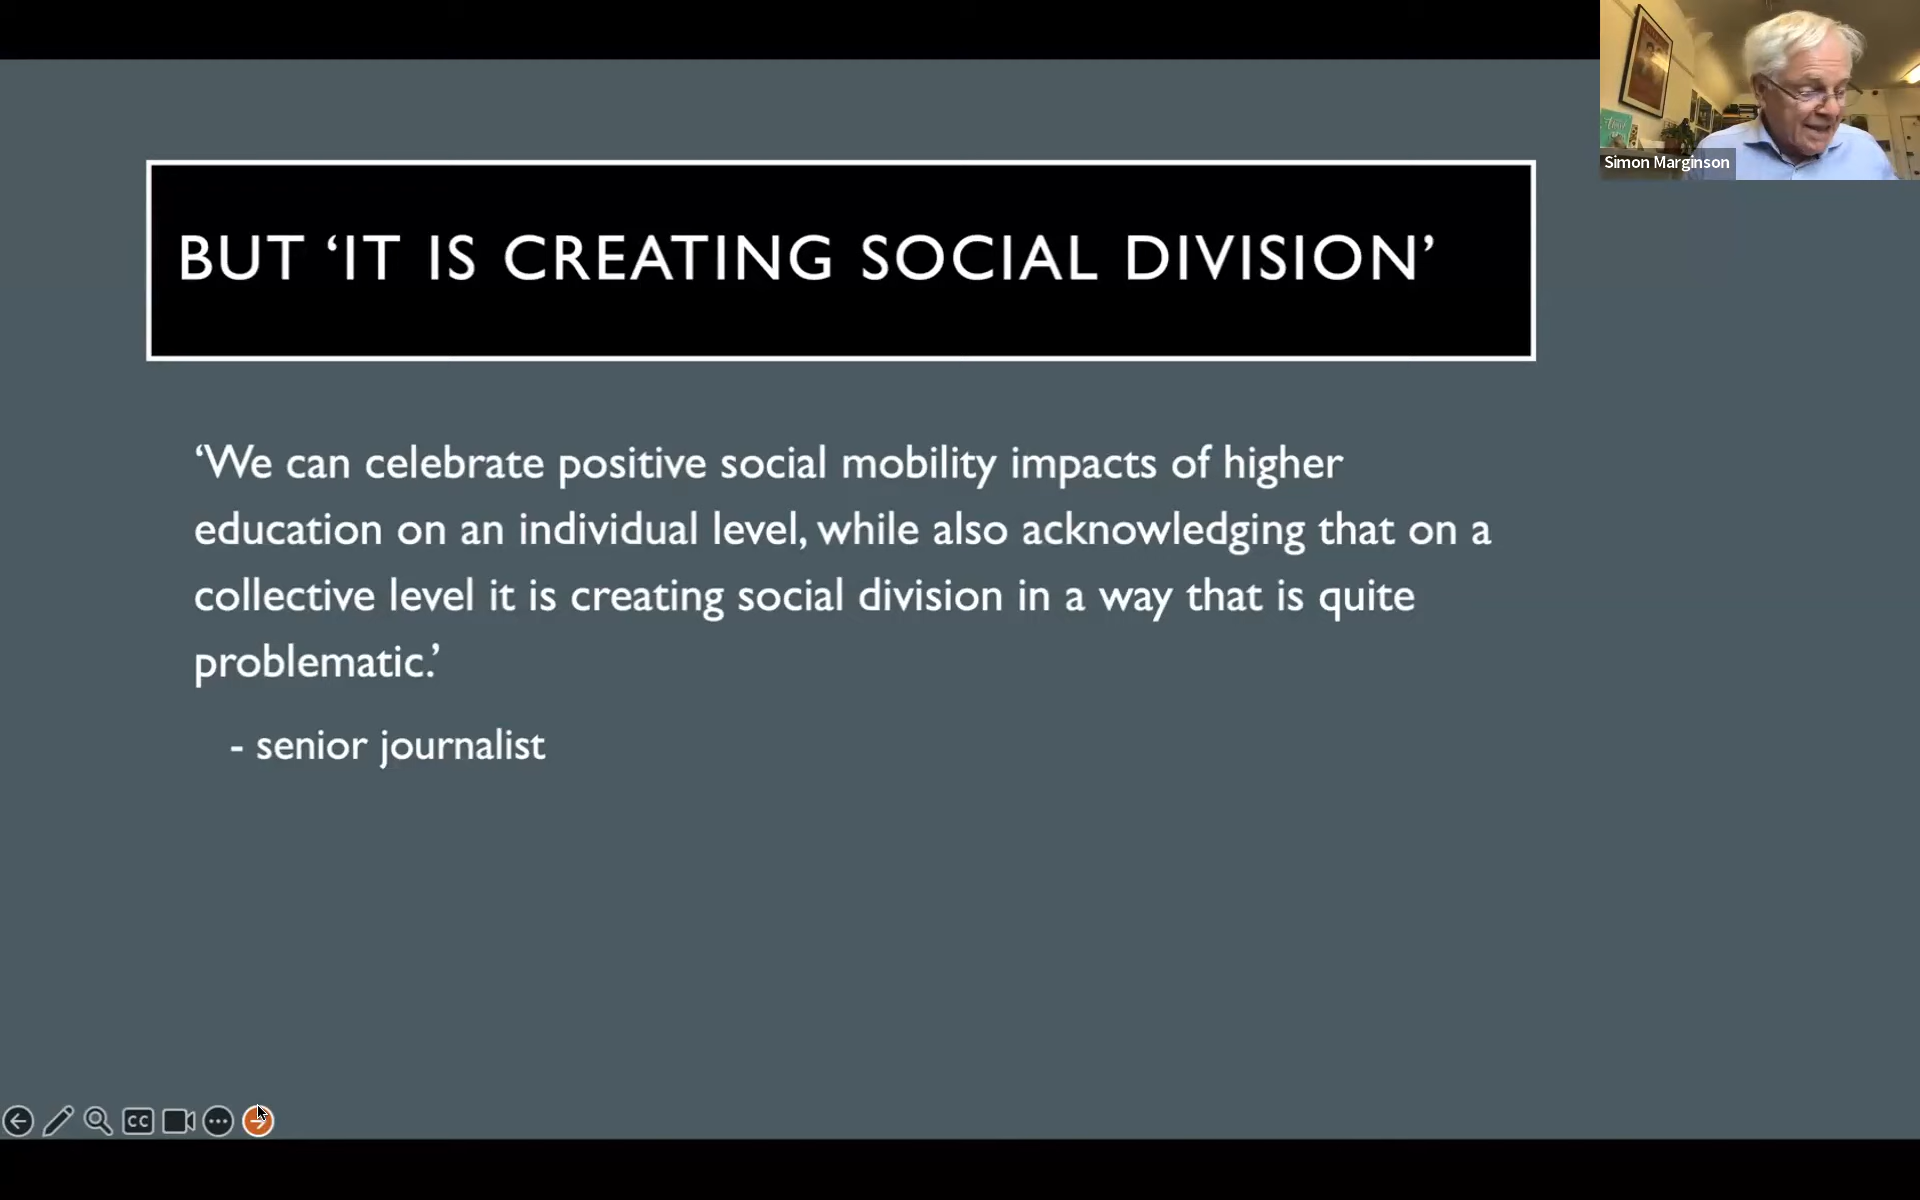 Simon Marginson
BUT ‘IT IS CREATING SOCIAL DIVISION’
‘We can celebrate positive social mobility impacts of higher
education on an individual level, while also acknowledging that on a
collective level it is creating social division in a way that is quite
problematic.’
- senior journalist
CC